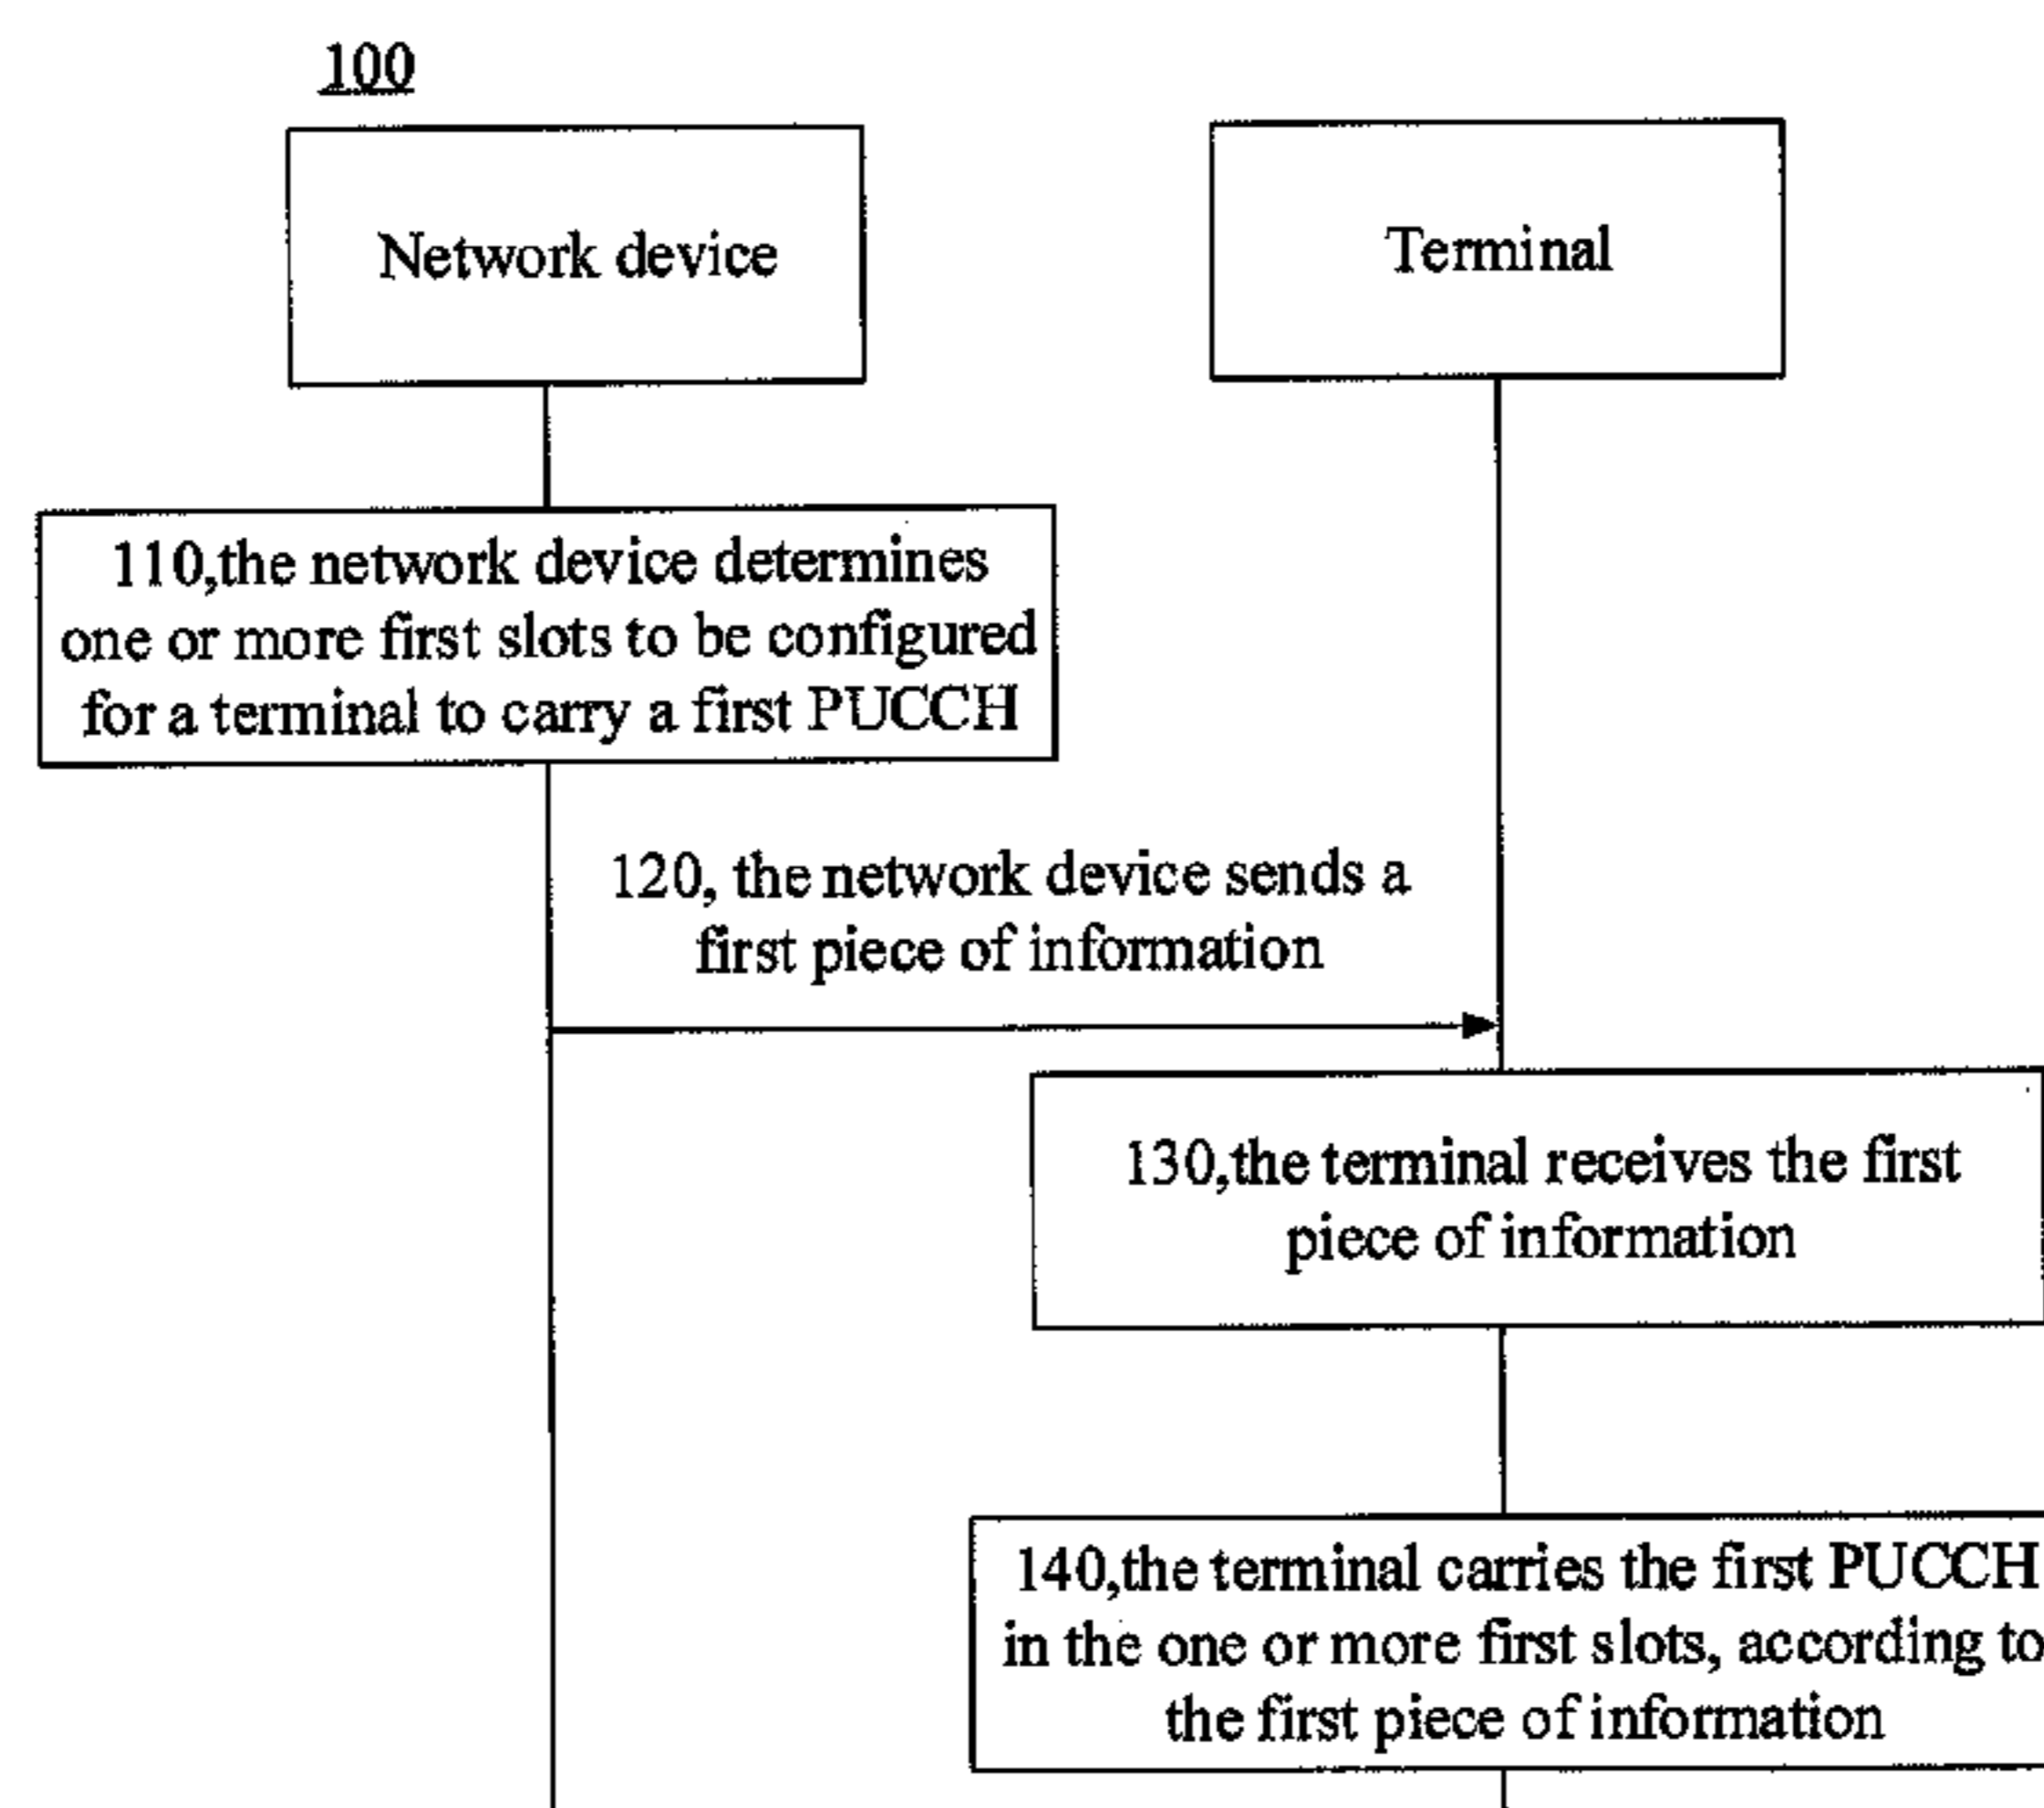 100
Network device
Terminal
110,the network device determines
one or more first slots to be configured
for a terminal to carry a first PUCCH
120, the network device sends a
first piece of information
130,the terminal receives the first
piece of information
140,the terminal carries the first PUCCH
in the one or more first slots, according to
the first piece of information